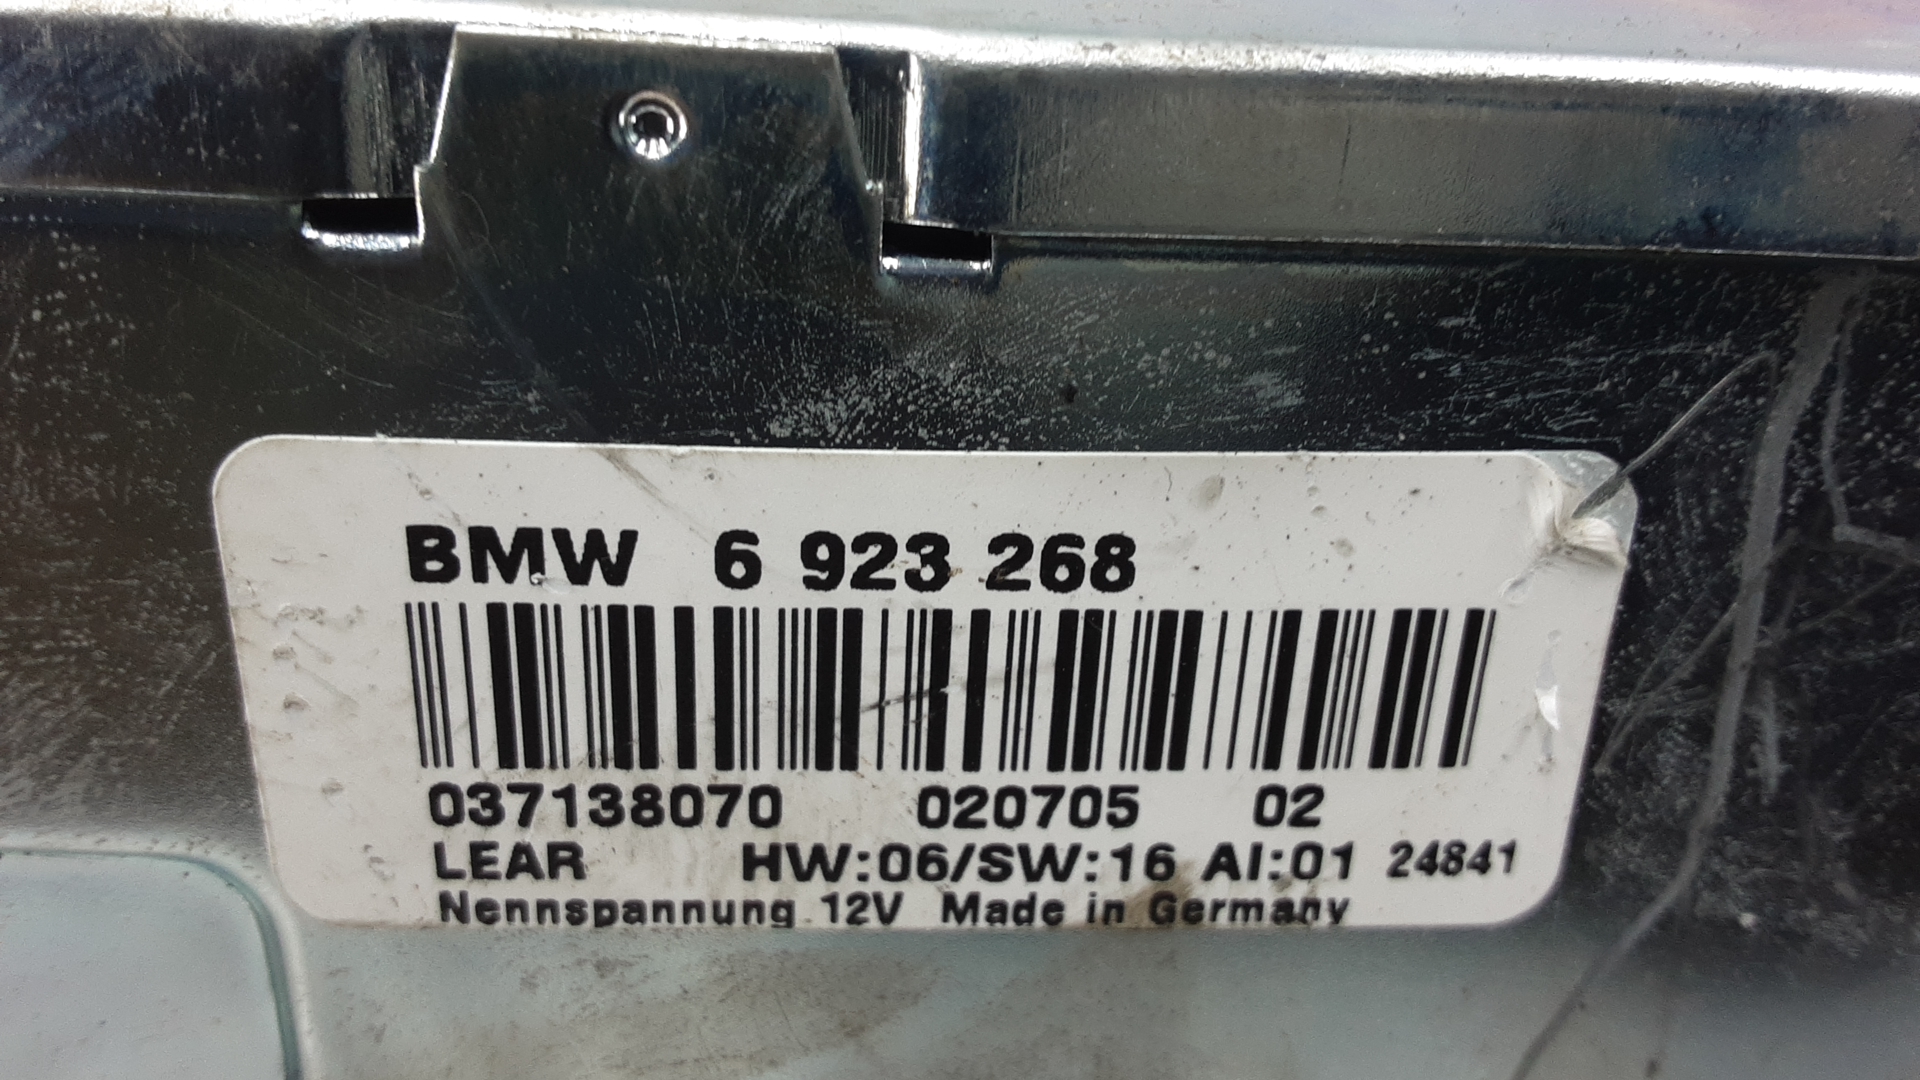 BMW 6 923 268
037138070 020705 02
LEAR HW:06/SW:16 AI:01 24841
Nennspannung 12V Made in Germany